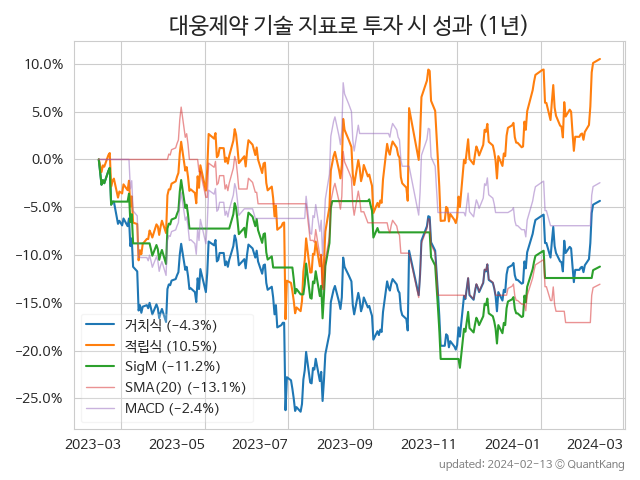 대웅제약 기술 지표로 투자 시 성과 (1년)
10.0%
5.0%
0.0%
−5.0%
−10.0%
−15.0%
−20.0%
−25.0%
거치식 (−4.3%)
적립식 (10.5%)
SigM (−11.2%)
SMA(20) (−13.1%)
MACD (−2.4%)
2023-03 2023-05 2023-07 2023-09 2023-11 2024-01 2024-03
updated: 2024-02-13 © QuantKang